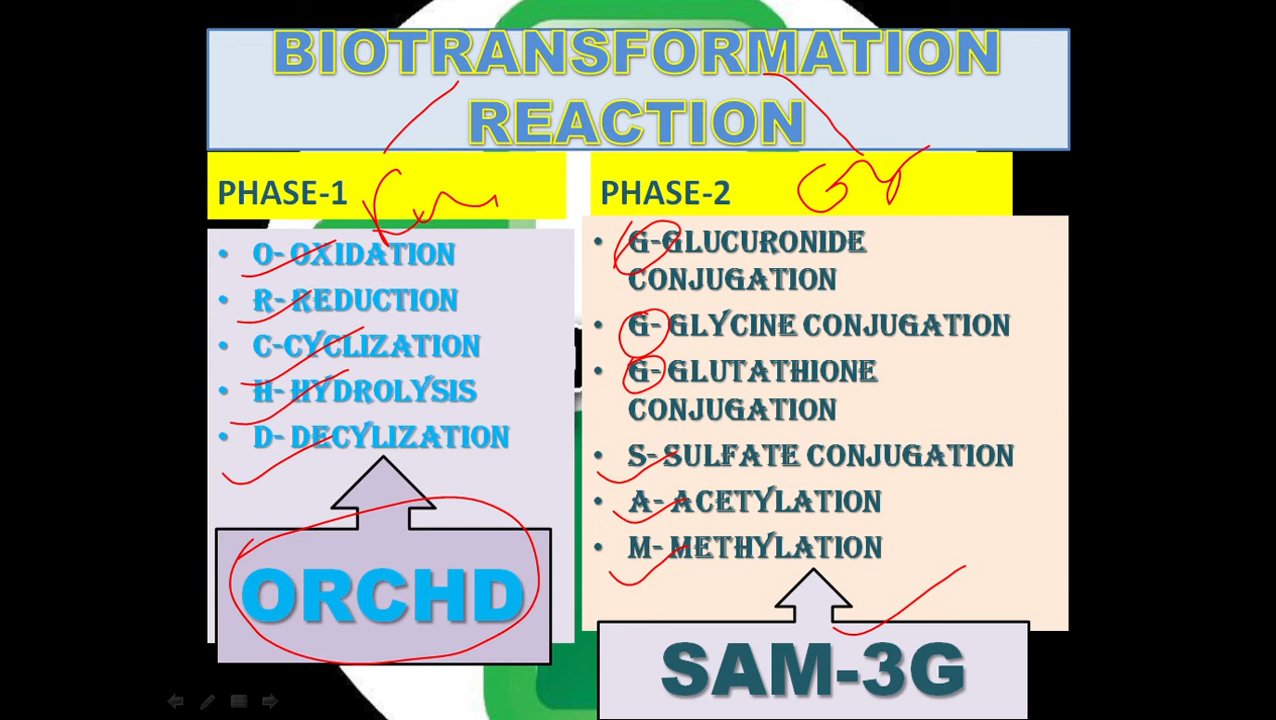 BIOTRANSFORMATION
REACTION
PHASE-1
O- OXIDATION
R- REDUCTION
C-CYCLIZATION
H- HYDROLYSIS
D- DECYLIZATION
ORCHD
PHASE-2
G-GLUCURONIDE
CONJUGATION
G- GLYCINE CONJUGATION
G- GLUTATHIONE
CONJUGATION
S- SULFATE CONJUGATION
A- ACETYLATION
M- METHYLATION
SAM-3G